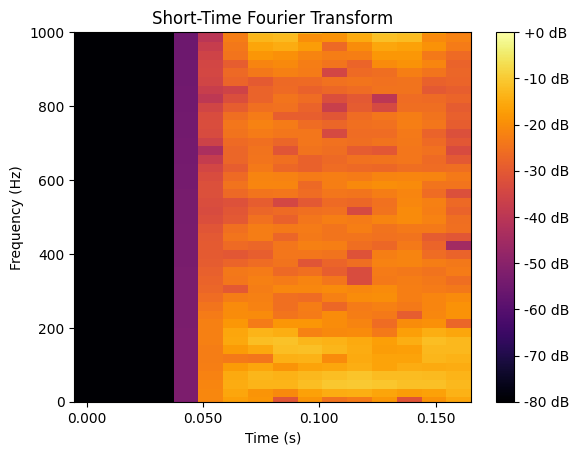 Short-Time Fourier Transform
1000
800
600
400
200
0
Frequency (Hz)
0.000
0.050
0.100
0.150
Time (s)
+0 dB
-10 dB
-20 dB
-30 dB
-40 dB
-50 dB
-60 dB
-70 dB
-80 dB